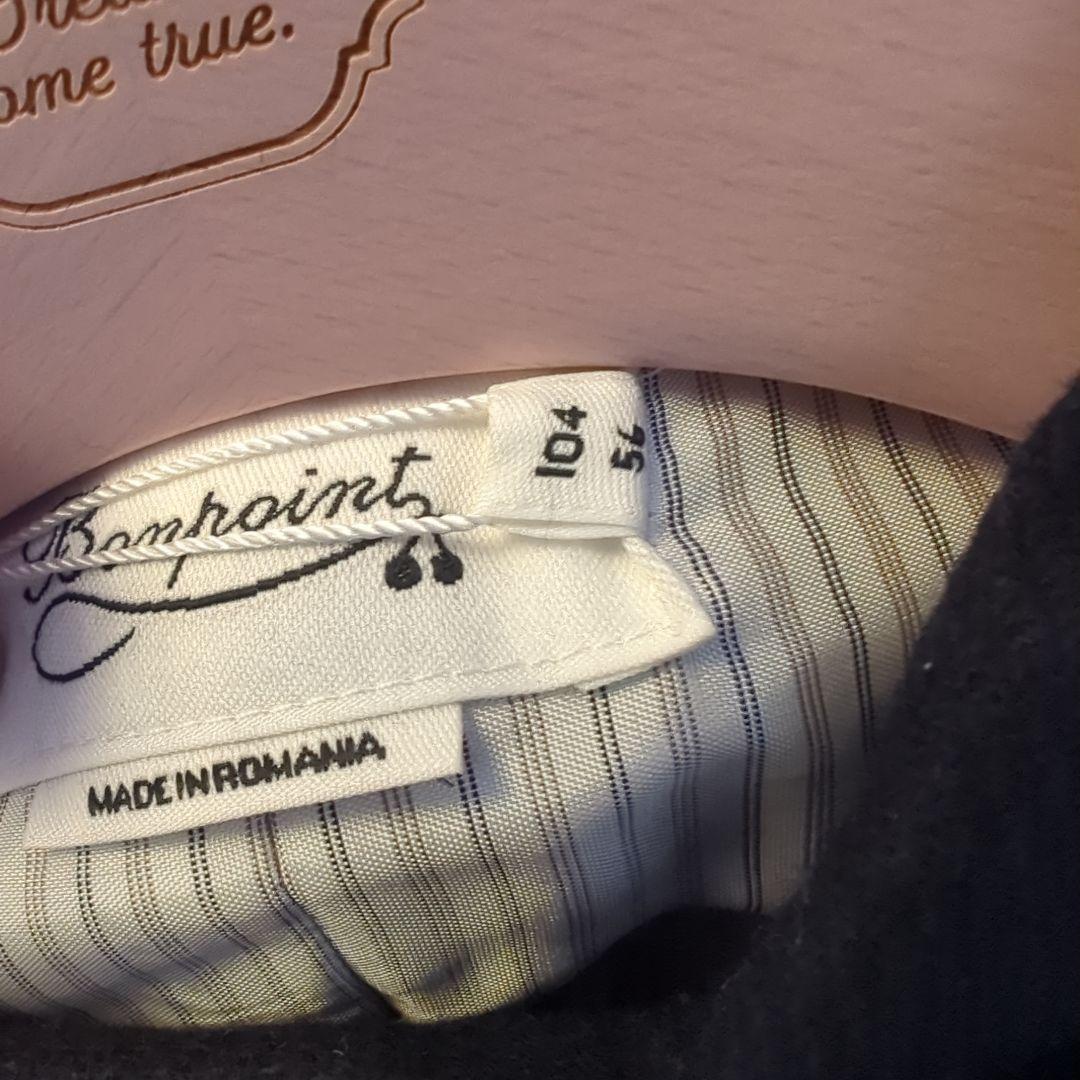 ome true.
Bonpoint
104
56
MADE IN ROMANIA